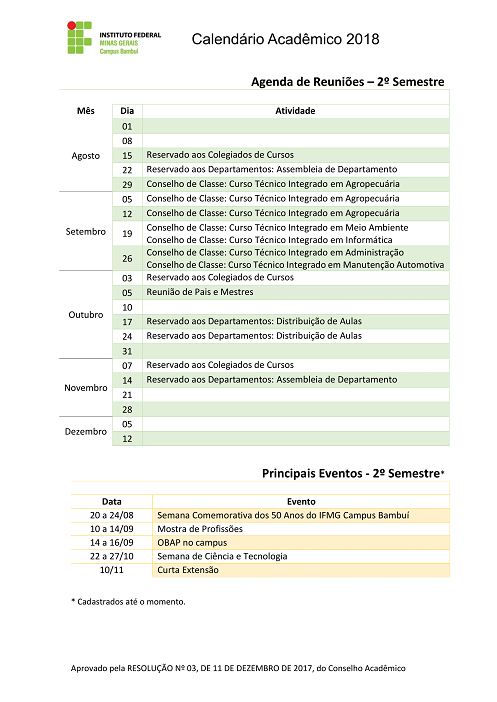 INSTITUTO FEDERAL
MINAS GERAIS
Campus Bambuí
Calendário Acadêmico 2018
Agenda de Reuniões – 2º Semestre
Mês Dia Atividade
Agosto
01
08
15 Reservado aos Colegiados de Cursos
22 Reservado aos Departamentos: Assembleia de Departamento
29 Conselho de Classe: Curso Técnico Integrado em Agropecuária
Setembro
05 Conselho de Classe: Curso Técnico Integrado em Agropecuária
12 Conselho de Classe: Curso Técnico Integrado em Agropecuária
19 Conselho de Classe: Curso Técnico Integrado em Meio Ambiente
Conselho de Classe: Curso Técnico Integrado em Informática
26 Conselho de Classe: Curso Técnico Integrado em Administração
Conselho de Classe: Curso Técnico Integrado em Manutenção Automotiva
Outubro
03 Reservado aos Colegiados de Cursos
05 Reunião de Pais e Mestres
10
17 Reservado aos Departamentos: Distribuição de Aulas
24 Reservado aos Departamentos: Distribuição de Aulas
31
Novembro
07 Reservado aos Colegiados de Cursos
14 Reservado aos Departamentos: Assembleia de Departamento
21
28
Dezembro
05
12
Principais Eventos - 2º Semestre*
Data Evento
20 a 24/08 Semana Comemorativa dos 50 Anos do IFMG Campus Bambuí
10 a 14/09 Mostra de Profissões
14 a 16/09 OBAP no campus
22 a 27/10 Semana de Ciência e Tecnologia
10/11 Curta Extensão
* Cadastrados até o momento.
Aprovado pela RESOLUÇÃO Nº 03, DE 11 DE DEZEMBRO DE 2017, do Conselho Acadêmico